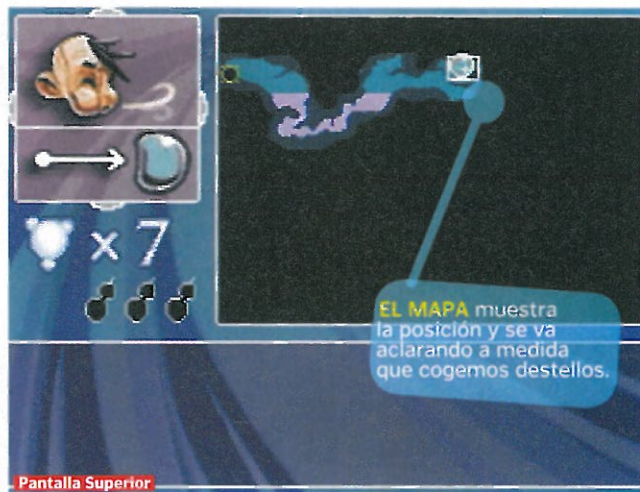 x 7
EL MAPA muestra
la posición y se va
aclarando a medida
que cogemos destellos.
Pantalla Superior